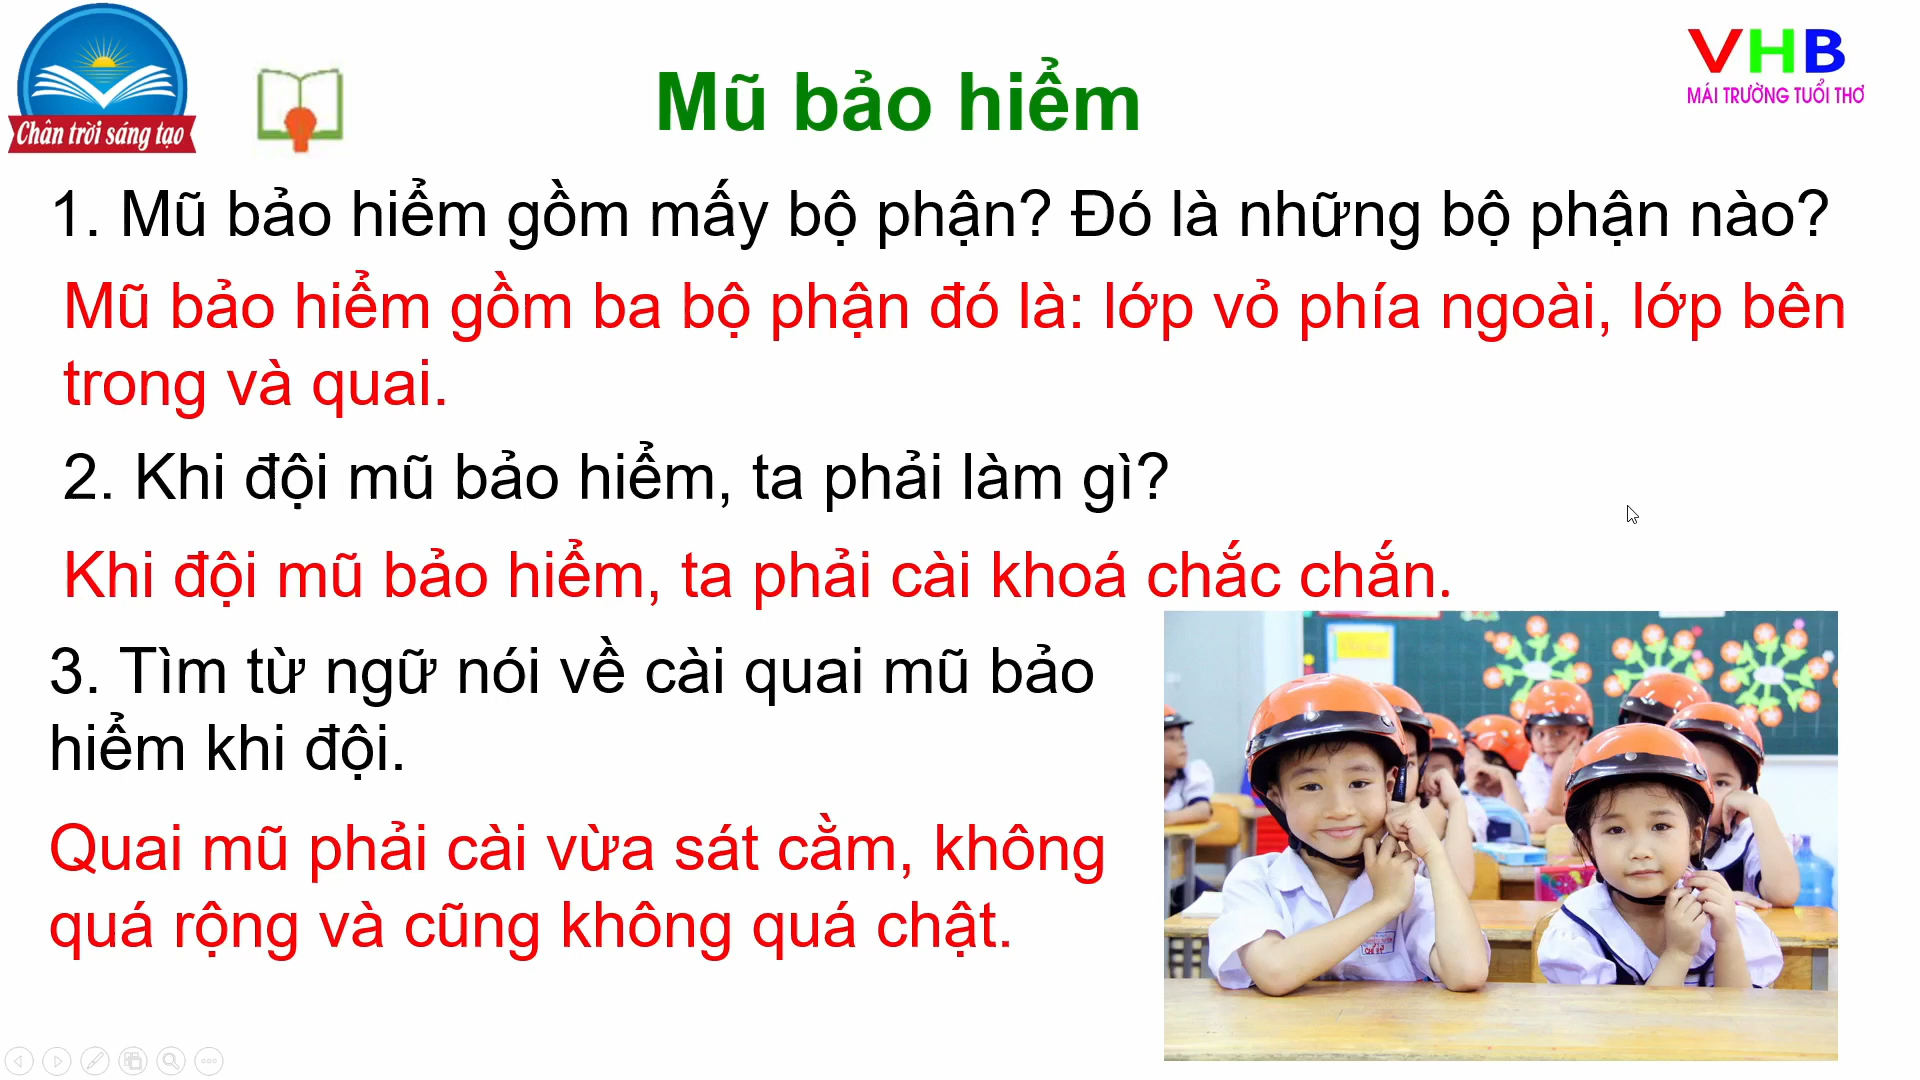 Chân trời sáng tạo
VHB
MÁI TRƯỜNG TUỔI THƠ
Mũ bảo hiểm
1. Mũ bảo hiểm gồm mấy bộ phận? Đó là những bộ phận nào?
Mũ bảo hiểm gồm ba bộ phận đó là: lớp vỏ phía ngoài, lớp bên
trong và quai.
2. Khi đội mũ bảo hiểm, ta phải làm gì?
Khi đội mũ bảo hiểm, ta phải cài khoá chắc chắn.
3. Tìm từ ngữ nói về cài quai mũ bảo
hiểm khi đội.
Quai mũ phải cài vừa sát cằm, không
quá rộng và cũng không quá chật.